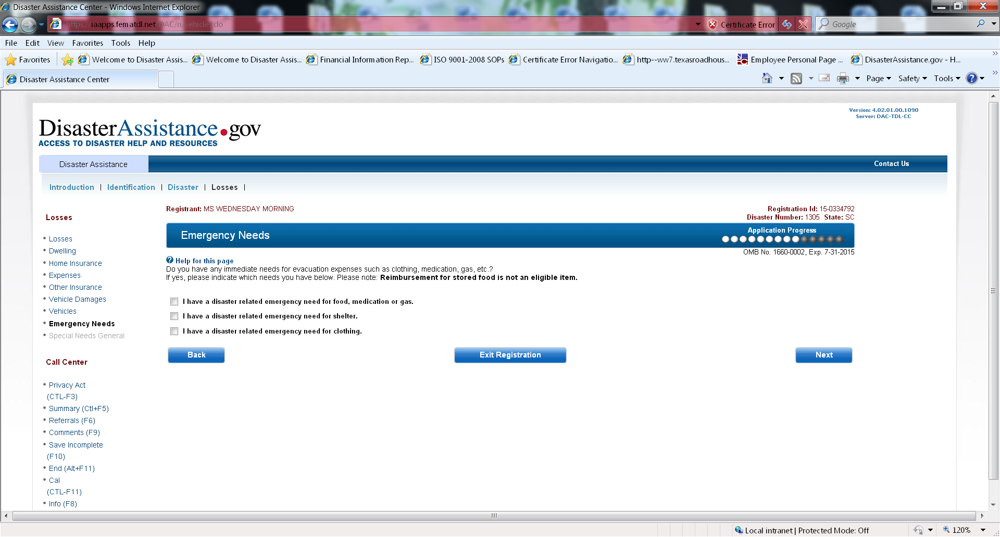 Disaster Assistance Center - Windows Internet Explorer
https://iaapps.fematdl.net/DAC/ri/vehicles.do
Certificate Error
Google
File Edit View Favorites Tools Help
Favorites
Welcome to Disaster Assis...
Welcome to Disaster Assis...
Financial Information Rep...
ISO 9001-2008 SOPs
Certificate Error Navigatio...
http--ww7.texasroadhous...
Employee Personal Page ...
DisasterAssistance.gov - H...
Disaster Assistance Center
Page Safety Tools
Version: 4.02.01.00.1090
Server: DAC-TDL-CC
DisasterAssistance.gov
ACCESS TO DISASTER HELP AND RESOURCES
Disaster Assistance
Contact Us
Introduction | Identification | Disaster | Losses |
Registrant: MS WEDNESDAY MORNING
Registration Id: 15-0334792
Disaster Number: 1305 State: SC
Emergency Needs
Application Progress
OMB No. 1660-0002, Exp. 7-31-2015
Help for this page
Do you have any immediate needs for evacuation expenses such as clothing, medication, gas, etc.?
If yes, please indicate which needs you have below. Please note: Reimbursement for stored food is not an eligible item.
I have a disaster related emergency need for food, medication or gas.
I have a disaster related emergency need for shelter.
I have a disaster related emergency need for clothing.
Back
Exit Registration
Next
Losses
Losses
Dwelling
Home Insurance
Expenses
Other Insurance
Vehicle Damages
Vehicles
Emergency Needs
Special Needs General
Call Center
Privacy Act
(CTL-F3)
Summary (Ctl+F5)
Referrals (F6)
Comments (F9)
Save Incomplete
(F10)
End (Alt+F11)
Cal
(CTL-F11)
Info (F8)
Local intranet | Protected Mode: Off
120%